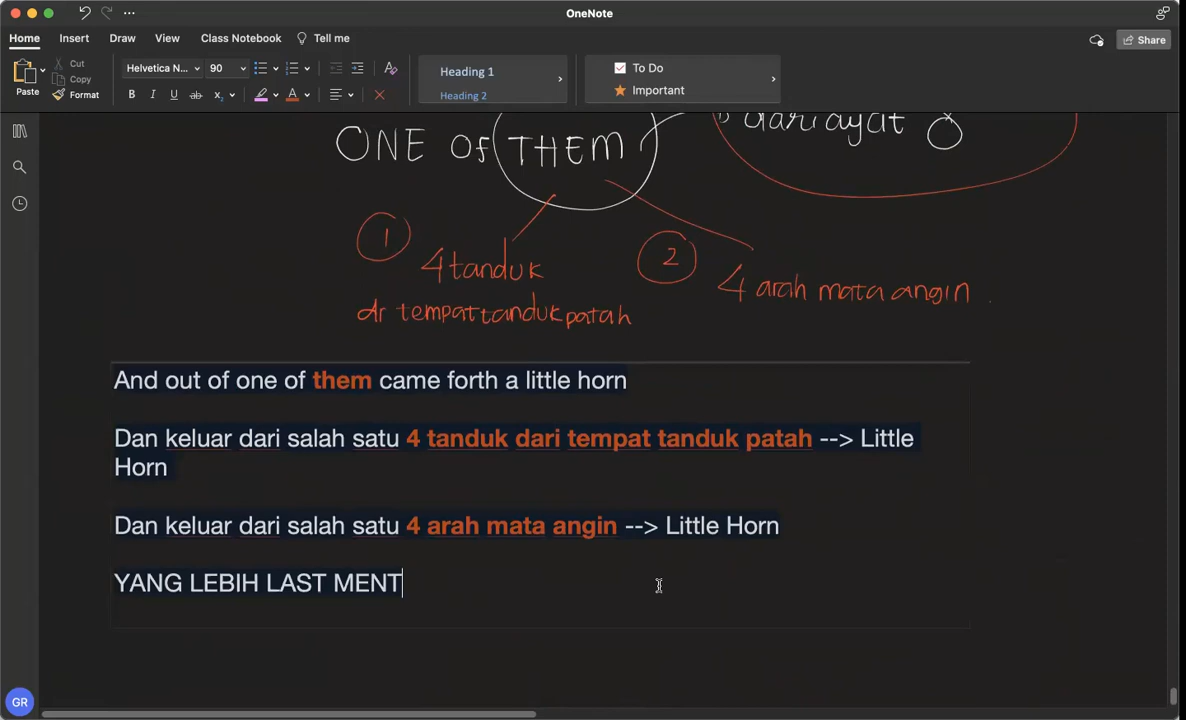 OneNote
Home Insert Draw View Class Notebook Tell me
Share
Paste
Cut
Copy
Format
Helvetica N... 90
B I U ab x₂ A
Heading 1
Heading 2
To Do
Important
dari ayat 8
ONE Of THEM
1
4 tanduk
dr tempat tanduk patah
2
4 arah mata angin
And out of one of them came forth a little horn
Dan keluar dari salah satu 4 tanduk dari tempat tanduk patah --> Little
Horn
Dan keluar dari salah satu 4 arah mata angin --> Little Horn
YANG LEBIH LAST MENT
GR